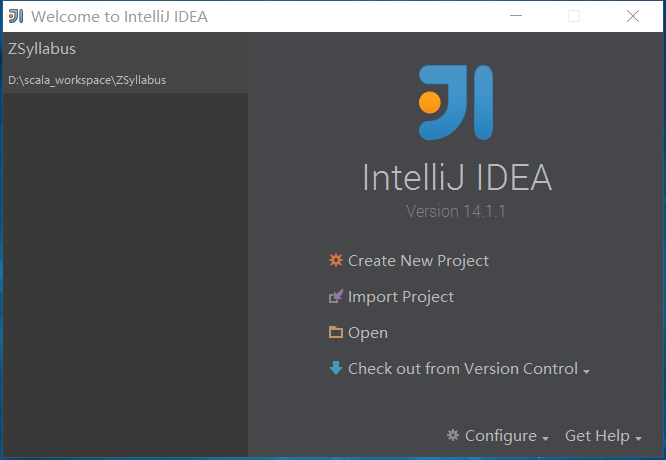 Welcome to IntelliJ IDEA
ZSyllabus
D:\scala_workspace\ZSyllabus
IntelliJ IDEA
Version 14.1.1
Create New Project
Import Project
Open
Check out from Version Control
Configure
Get Help